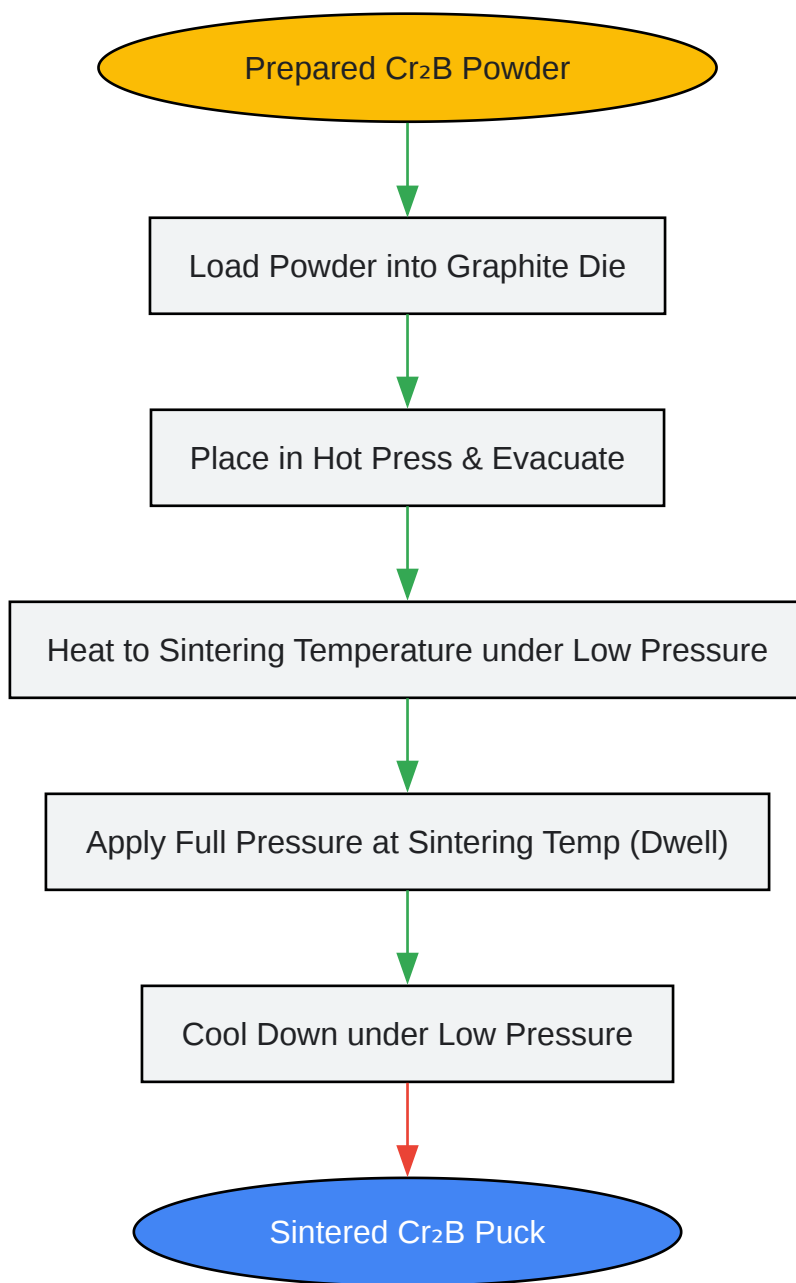 Prepared Cr₂B Powder
Load Powder into Graphite Die
Place in Hot Press & Evacuate
Heat to Sintering Temperature under Low Pressure
Apply Full Pressure at Sintering Temp (Dwell)
Cool Down under Low Pressure
Sintered Cr₂B Puck